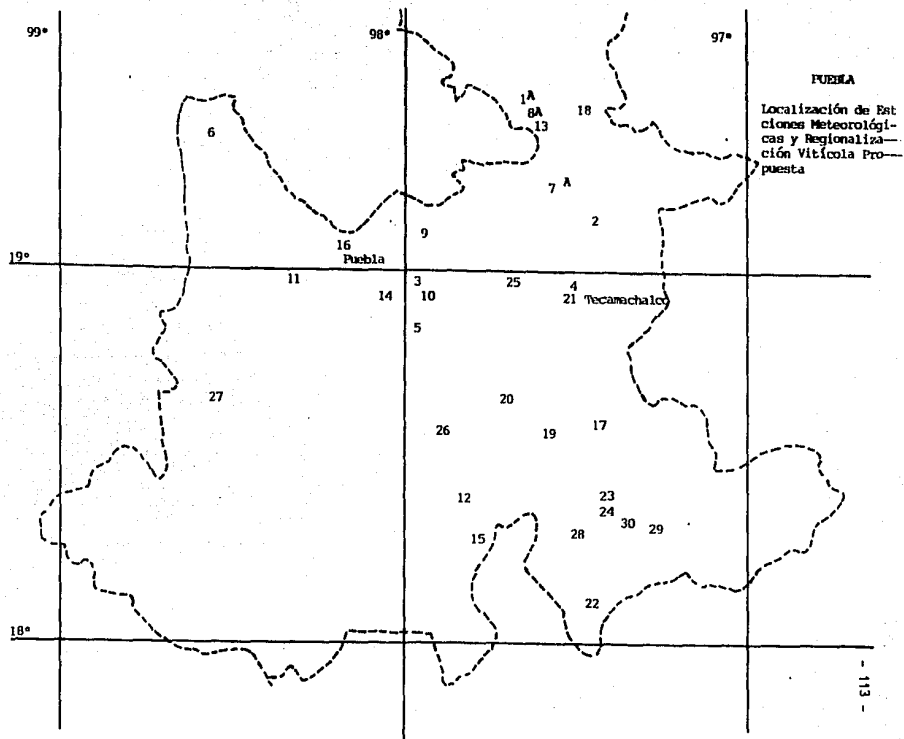 99°
98°
97°
PUEBLA
Localización de Est
ciones Meteorológi-
cas y Regionaliza—
ción Vitícola Pro—
puesta
1A
8A
13
18
6
7 A
2
9
16
Puebla
19°
11
3
25
4
14
10
21 Tecamachalco
5
27
20
26
19
17
12
23
24
30
29
15
28
22
18°
- 113 -